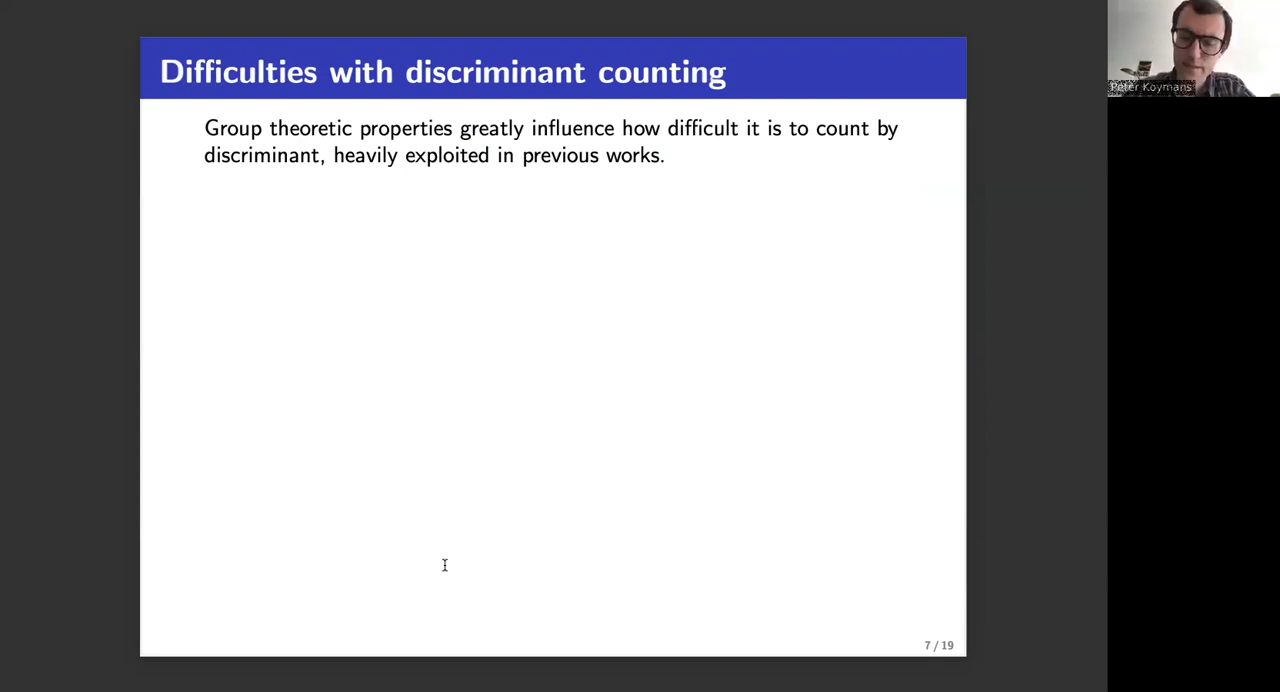 Difficulties with discriminant counting
Group theoretic properties greatly influence how difficult it is to count by
discriminant, heavily exploited in previous works.
7 / 19
Peter Koymans